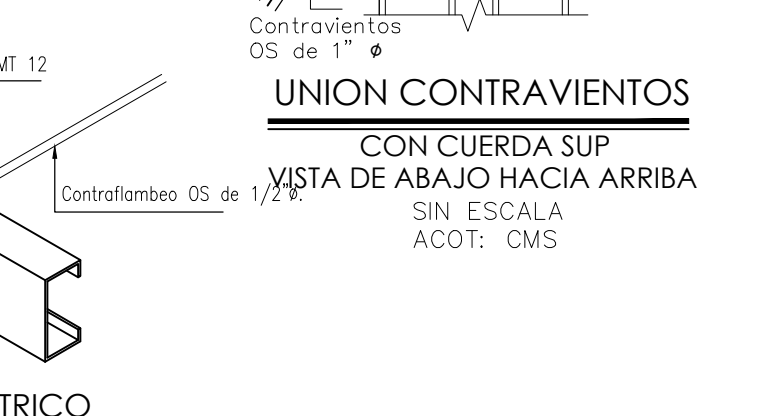 Contravientos
OS de 1” ø
MT 12
UNION CONTRAVIENTOS
CON CUERDA SUP
VISTA DE ABAJO HACIA ARRIBA
Contraflambeo OS de 1/2"ø.
SIN ESCALA
ACOT: CMS
TRICO